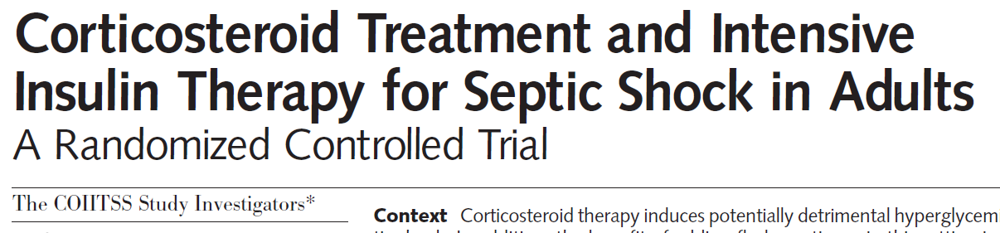 Corticosteroid Treatment and Intensive
Insulin Therapy for Septic Shock in Adults
A Randomized Controlled Trial
The COIITSS Study Investigators*
Context Corticosteroid therapy induces potentially detrimental hyperglycem